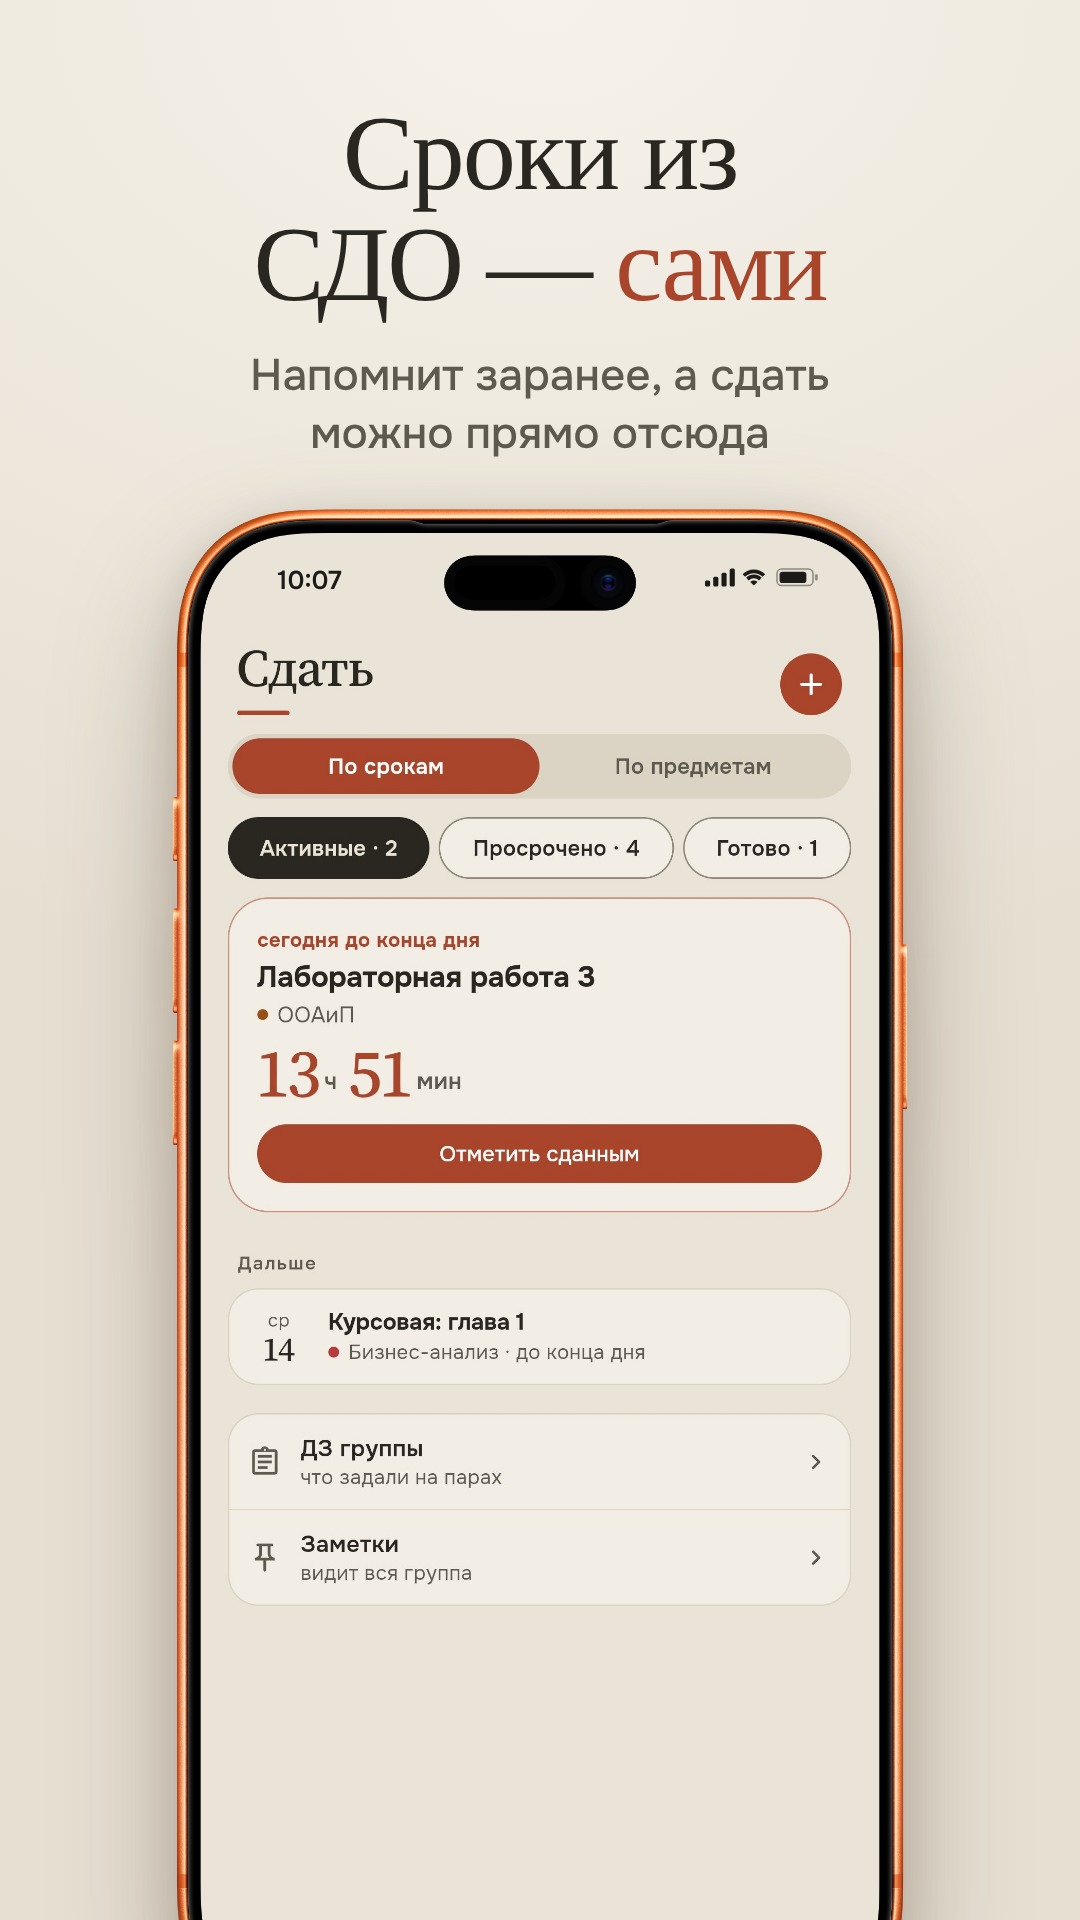 Сроки из
СДО — сами
Напомнит заранее, а сдать
можно прямо отсюда
10:07
Сдать
По срокам
По предметам
Активные · 2
Просрочено · 4
Готово · 1
сегодня до конца дня
Лабораторная работа 3
ООАиП
13 ч 51 мин
Отметить сданным
Дальше
ср
14
Курсовая: глава 1
Бизнес-анализ · до конца дня
ДЗ группы
что задали на парах
Заметки
видит вся группа